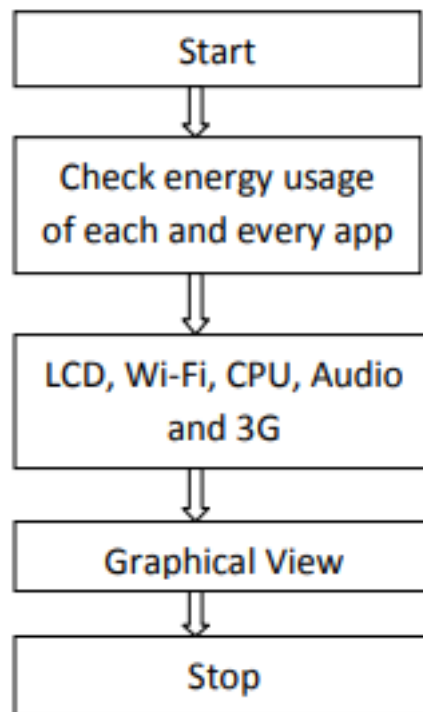 Start
Check energy usage
of each and every app
LCD, Wi-Fi, CPU, Audio
and 3G
Graphical View
Stop